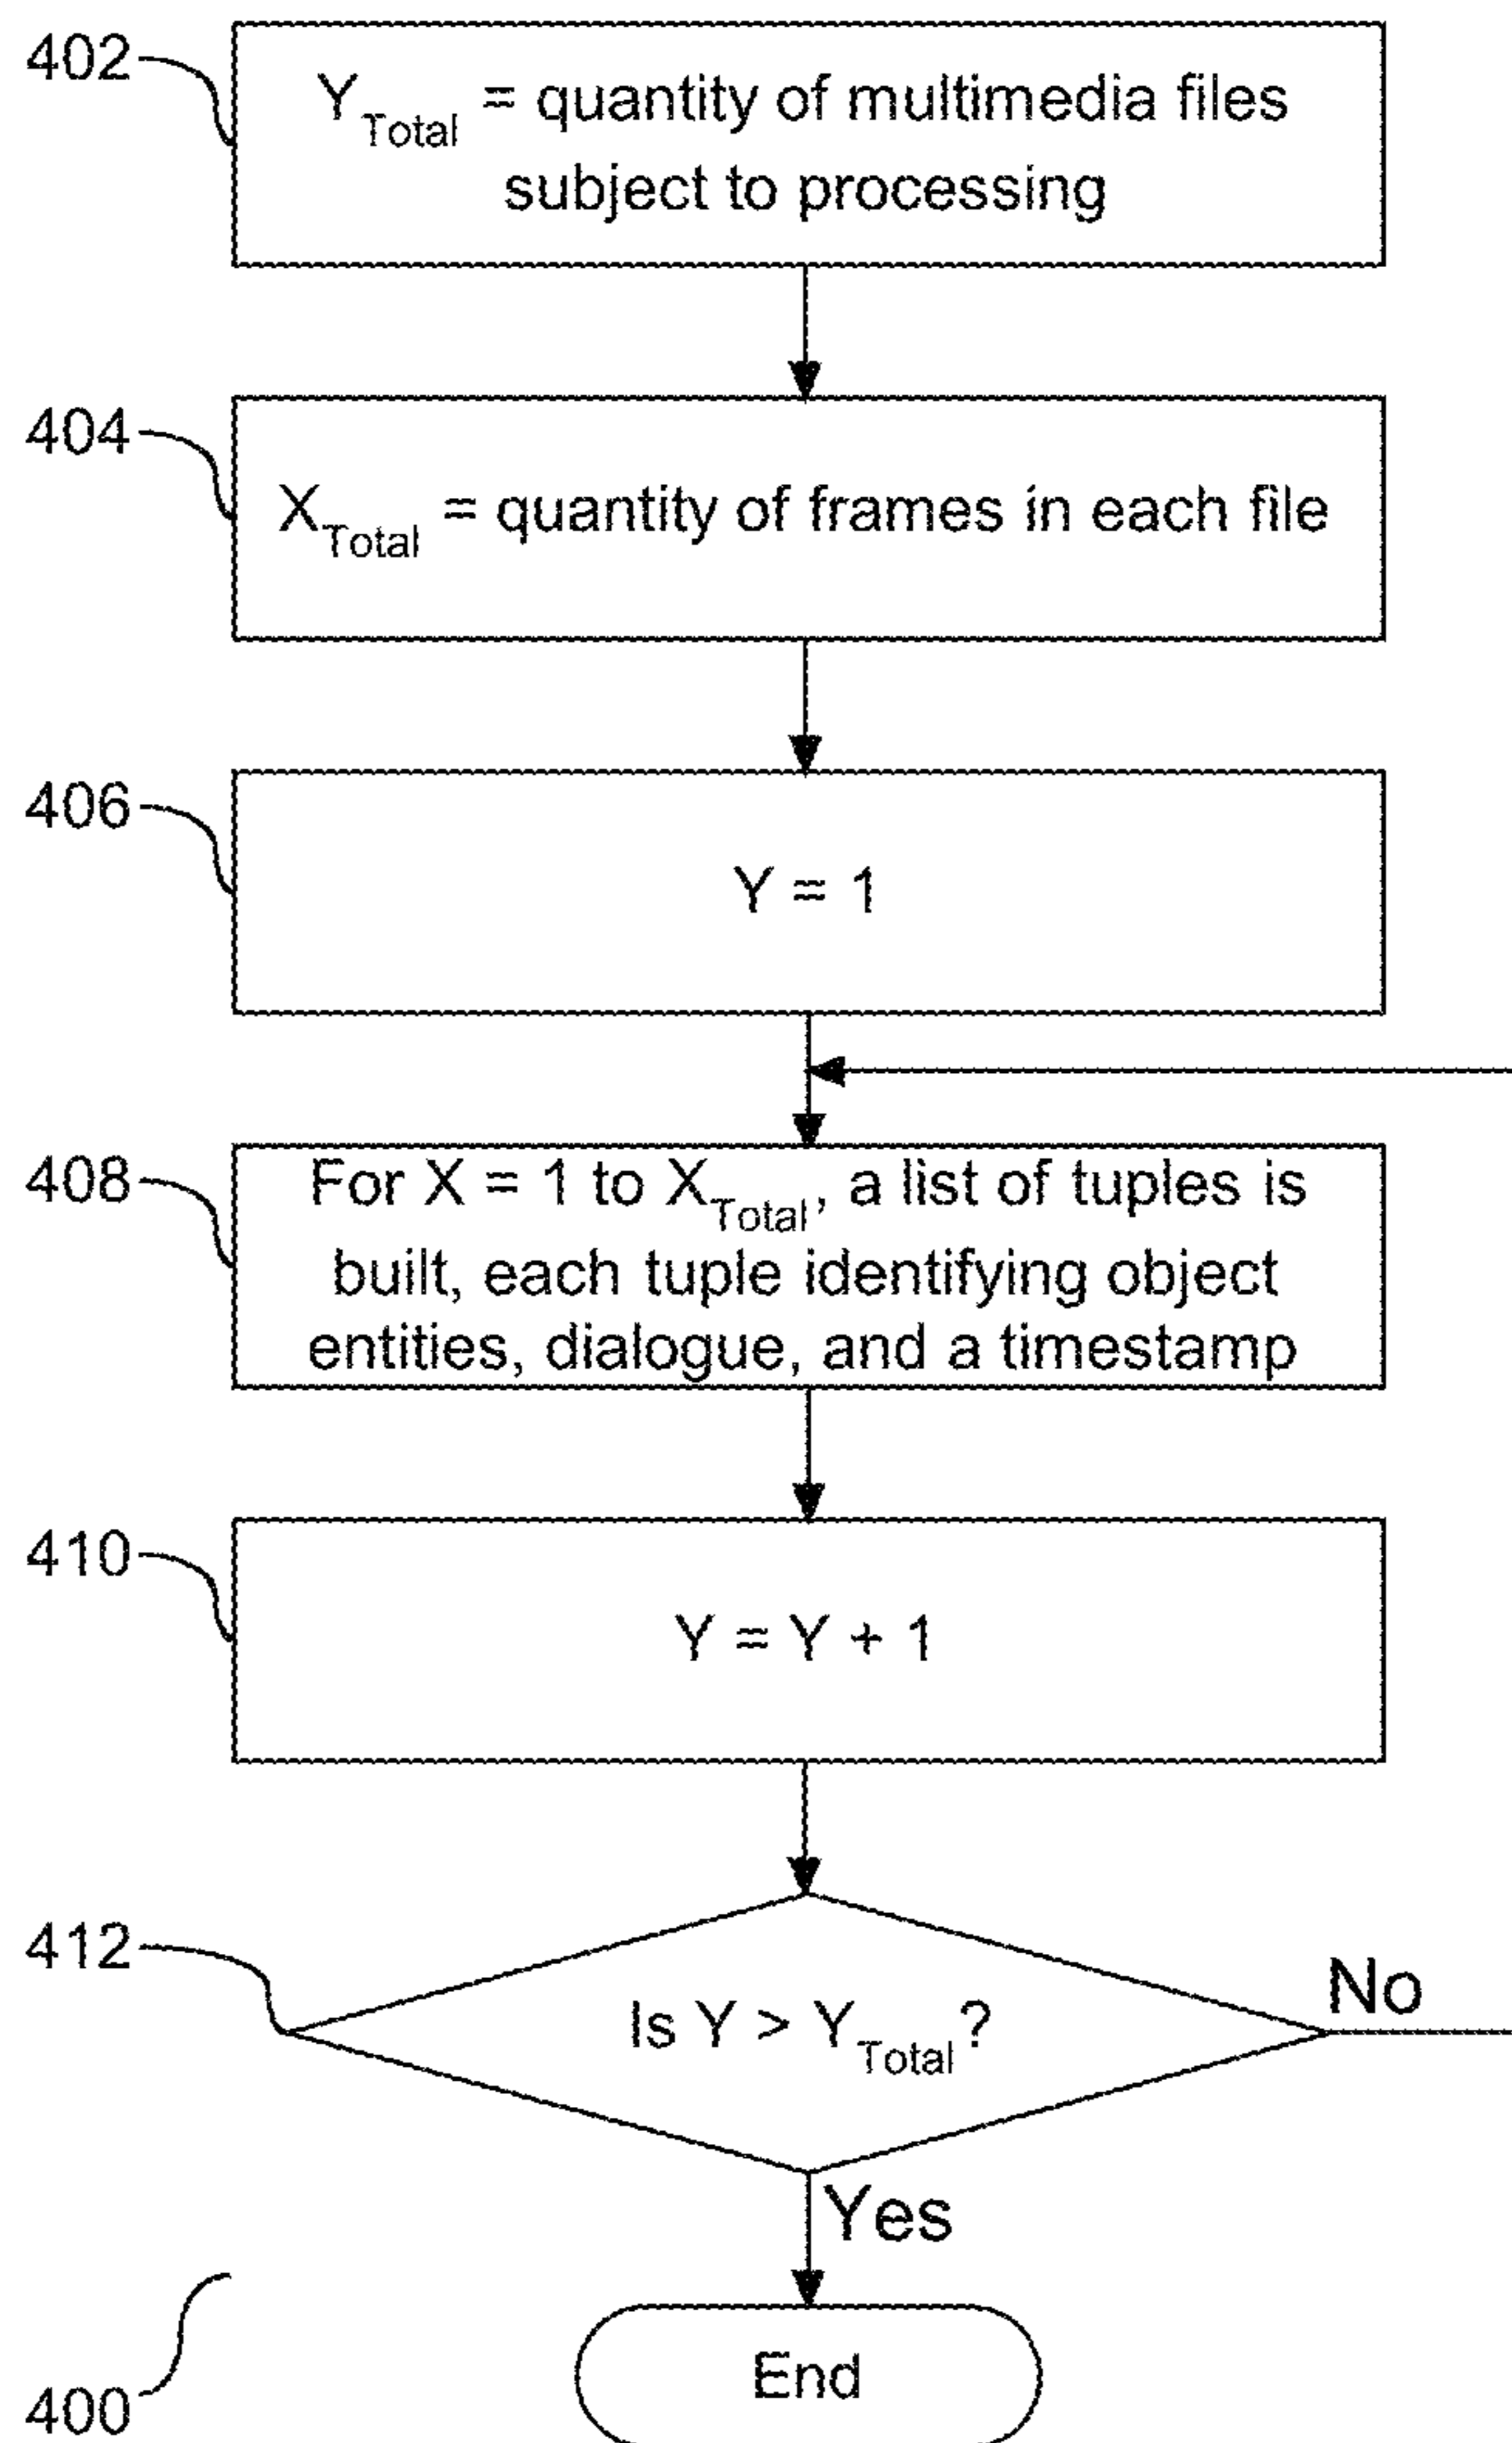 402
Y_Total = quantity of multimedia files
subject to processing
404
X_Total = quantity of frames in each file
406
Y = 1
408
For X = 1 to X_Total, a list of tuples is
built, each tuple identifying object
entities, dialogue, and a timestamp
410
Y = Y + 1
412
Is Y > Y_Total?
No
Yes
End
400